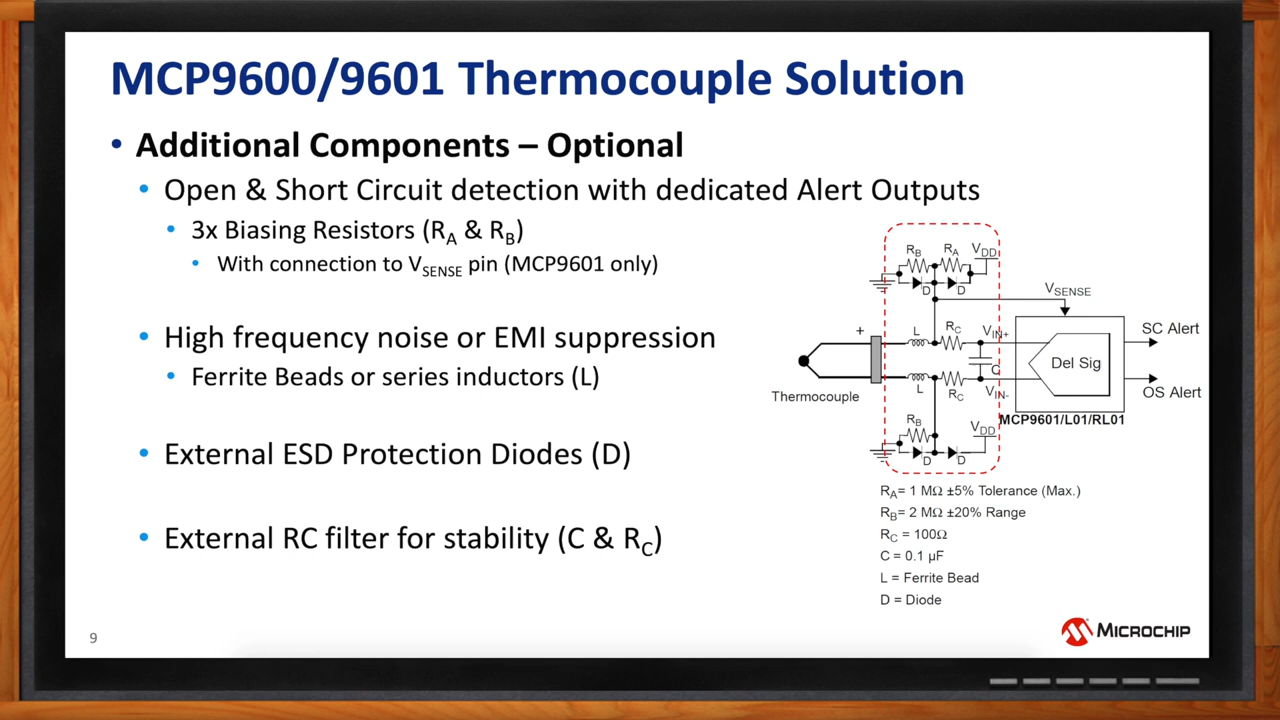 MCP9600/9601 Thermocouple Solution
• Additional Components – Optional
• Open & Short Circuit detection with dedicated Alert Outputs
• 3x Biasing Resistors (RA & RB)
• With connection to VSENSE pin (MCP9601 only)
• High frequency noise or EMI suppression
• Ferrite Beads or series inductors (L)
• External ESD Protection Diodes (D)
• External RC filter for stability (C & RC)
RB RA VDD
D D
VSENSE
+ L RC VIN+
SC Alert
Del Sig
C
Thermocouple
L RC VIN-
OS Alert
MCP9601/L01/RL01
RB VDD
D D
RA= 1 MΩ ±5% Tolerance (Max.)
RB= 2 MΩ ±20% Range
RC = 100Ω
C = 0.1 µF
L = Ferrite Bead
D = Diode
9
MICROCHIP